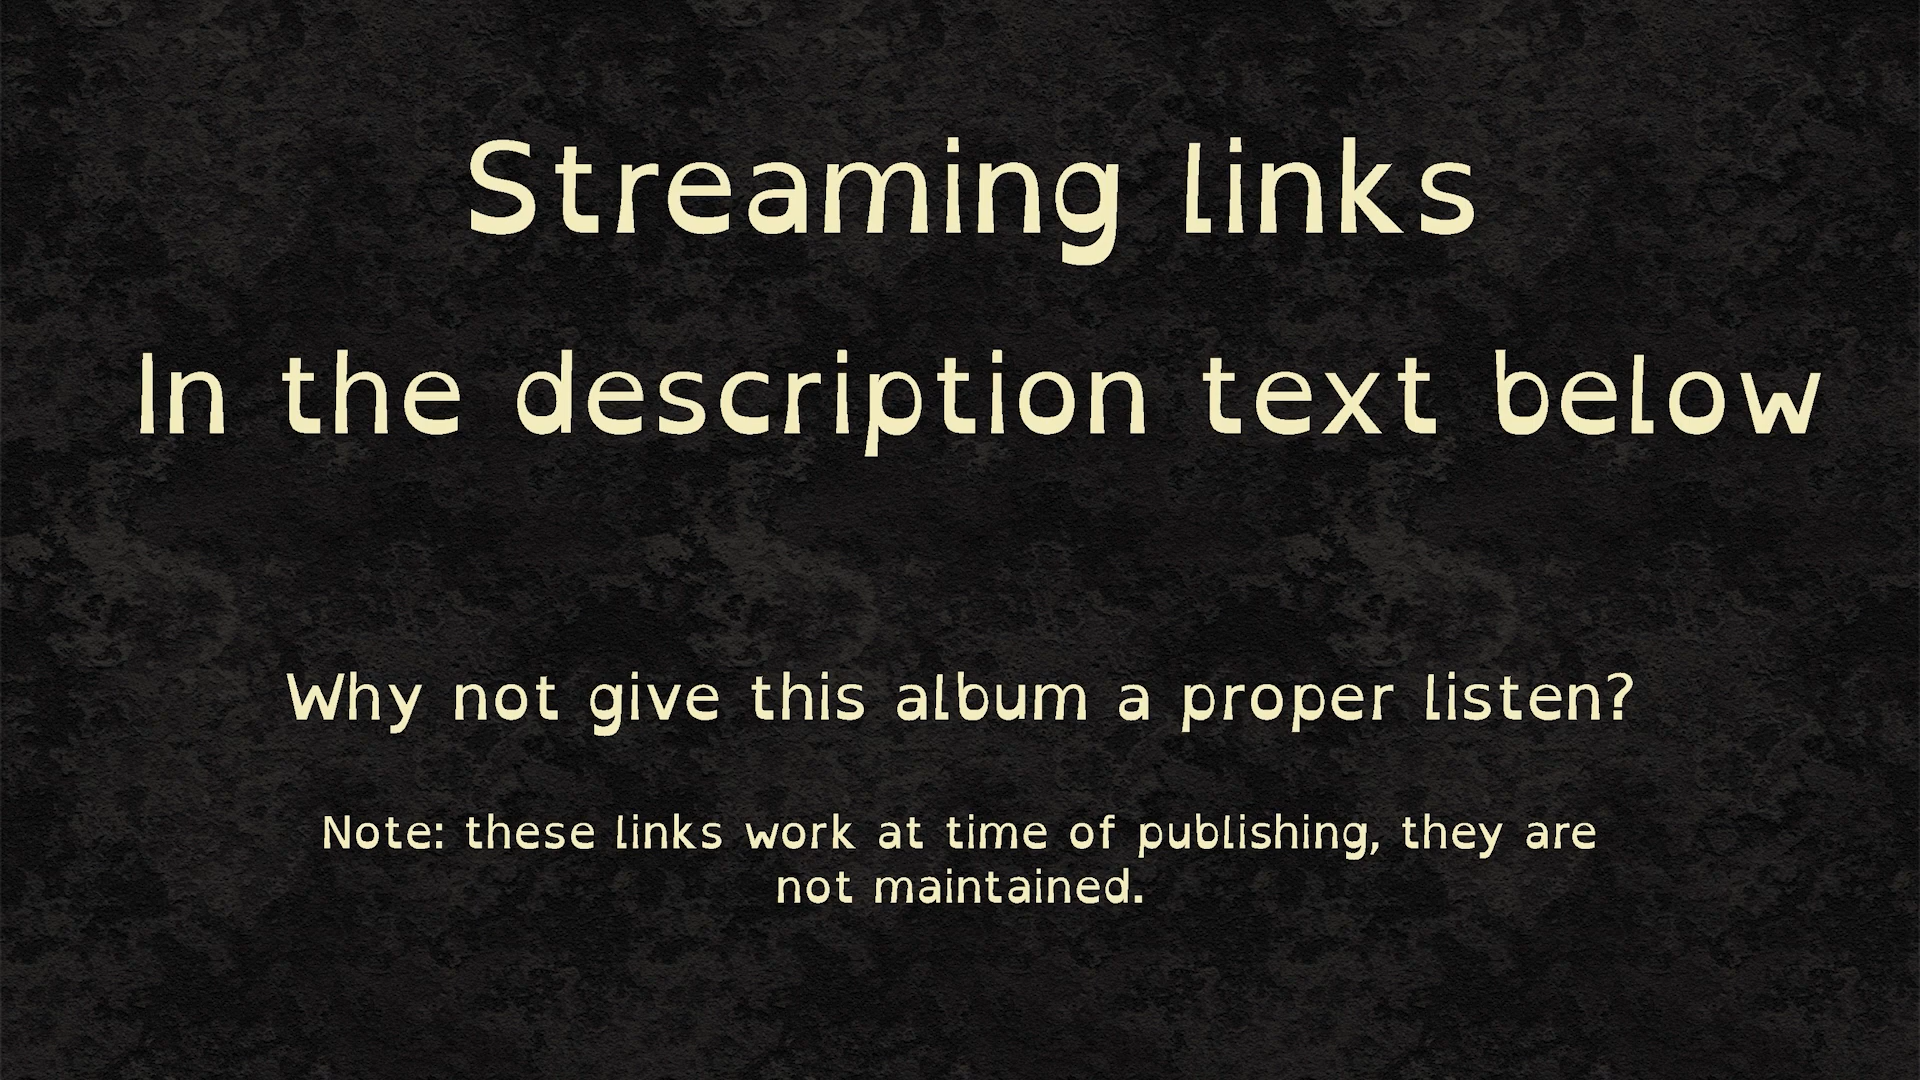 Streaming links
In the description text below
Why not give this album a proper listen?
Note: these links work at time of publishing, they are
not maintained.